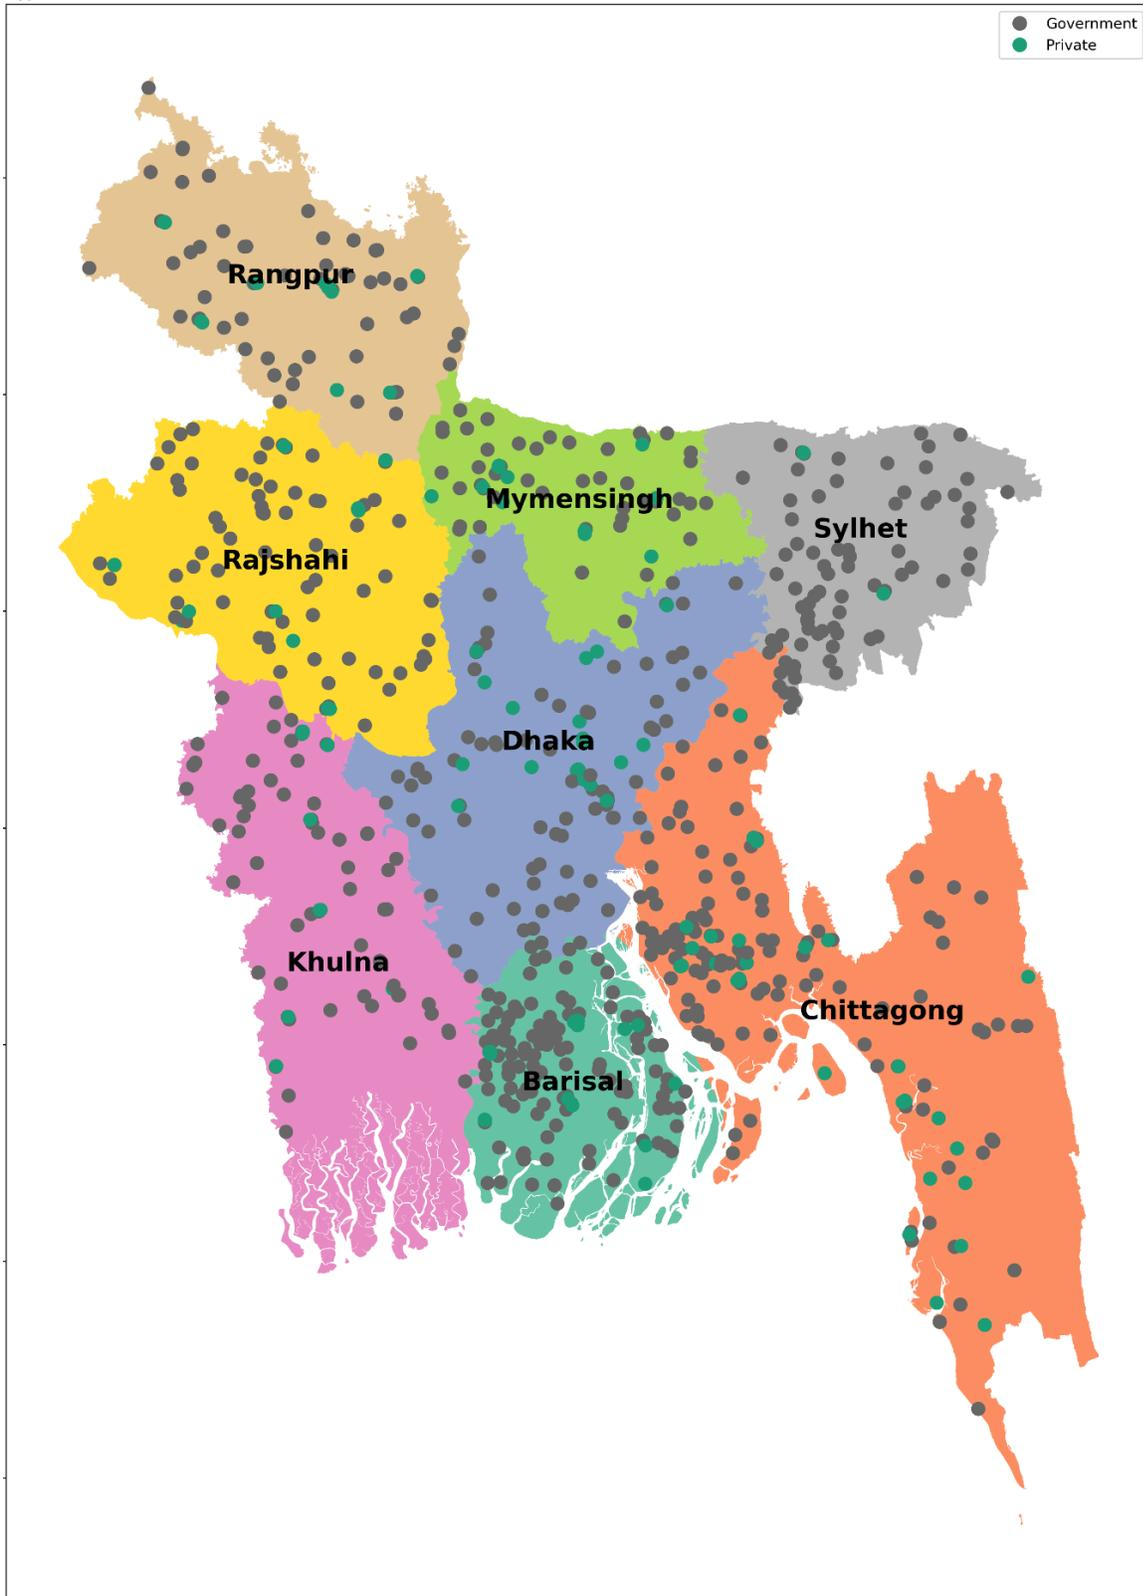 Government
Private
Rangpur
Mymensingh
Sylhet
Rajshahi
Dhaka
Khulna
Chittagong
Barisal